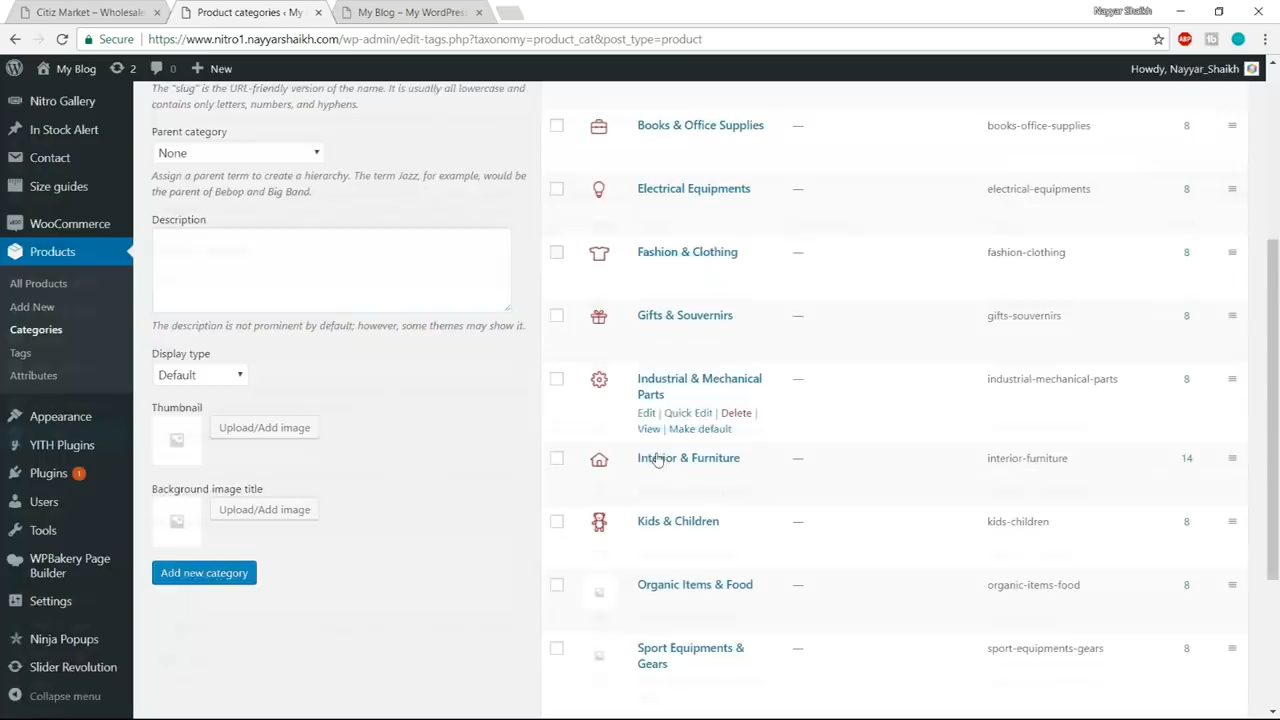 Citiz Market – Wholesale
Product categories ‹ My
My Blog – My WordPress
Nayyar Shaikh
Secure
https://www.nitro1.nayyarshaikh.com/wp-admin/edit-tags.php?taxonomy=product_cat&post_type=product
My Blog
2
0
New
Howdy, Nayyar_Shaikh
Nitro Gallery
In Stock Alert
Contact
Size guides
WooCommerce
Products
All Products
Add New
Categories
Tags
Attributes
Appearance
YITH Plugins
Plugins 1
Users
Tools
WPBakery Page
Builder
Settings
Ninja Popups
Slider Revolution
Collapse menu
The “slug” is the URL-friendly version of the name. It is usually all lowercase and
contains only letters, numbers, and hyphens.
Parent category
None
Assign a parent term to create a hierarchy. The term Jazz, for example, would be
the parent of Bebop and Big Band.
Description
The description is not prominent by default; however, some themes may show it.
Display type
Default
Thumbnail
Upload/Add image
Background image title
Upload/Add image
Add new category
Books & Office Supplies — books-office-supplies 8
Electrical Equipments — electrical-equipments 8
Fashion & Clothing — fashion-clothing 8
Gifts & Souvernirs — gifts-souvernirs 8
Industrial & Mechanical — industrial-mechanical-parts 8
Parts
Edit | Quick Edit | Delete |
View | Make default
Interior & Furniture — interior-furniture 14
Kids & Children — kids-children 8
Organic Items & Food — organic-items-food 8
Sport Equipments & — sport-equipments-gears 8
Gears